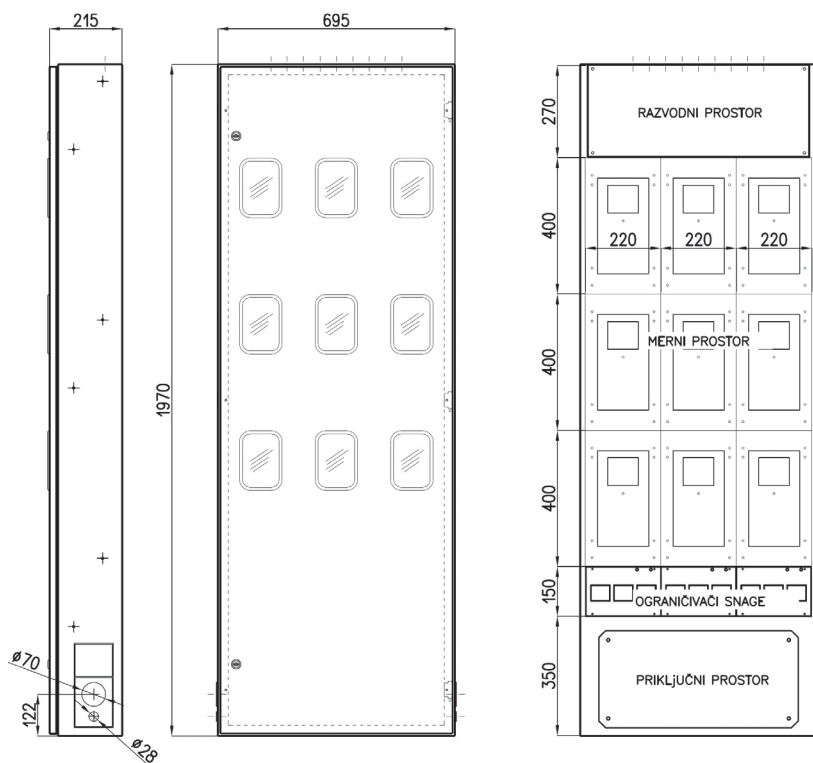 215
695
1970
ø70
122
ø28
270
RAZVODNI PROSTOR
400
220
220
220
400
MERNI PROSTOR
400
150
OGRANIČIVAČI SNAGE
350
PRIKLjUČNI PROSTOR